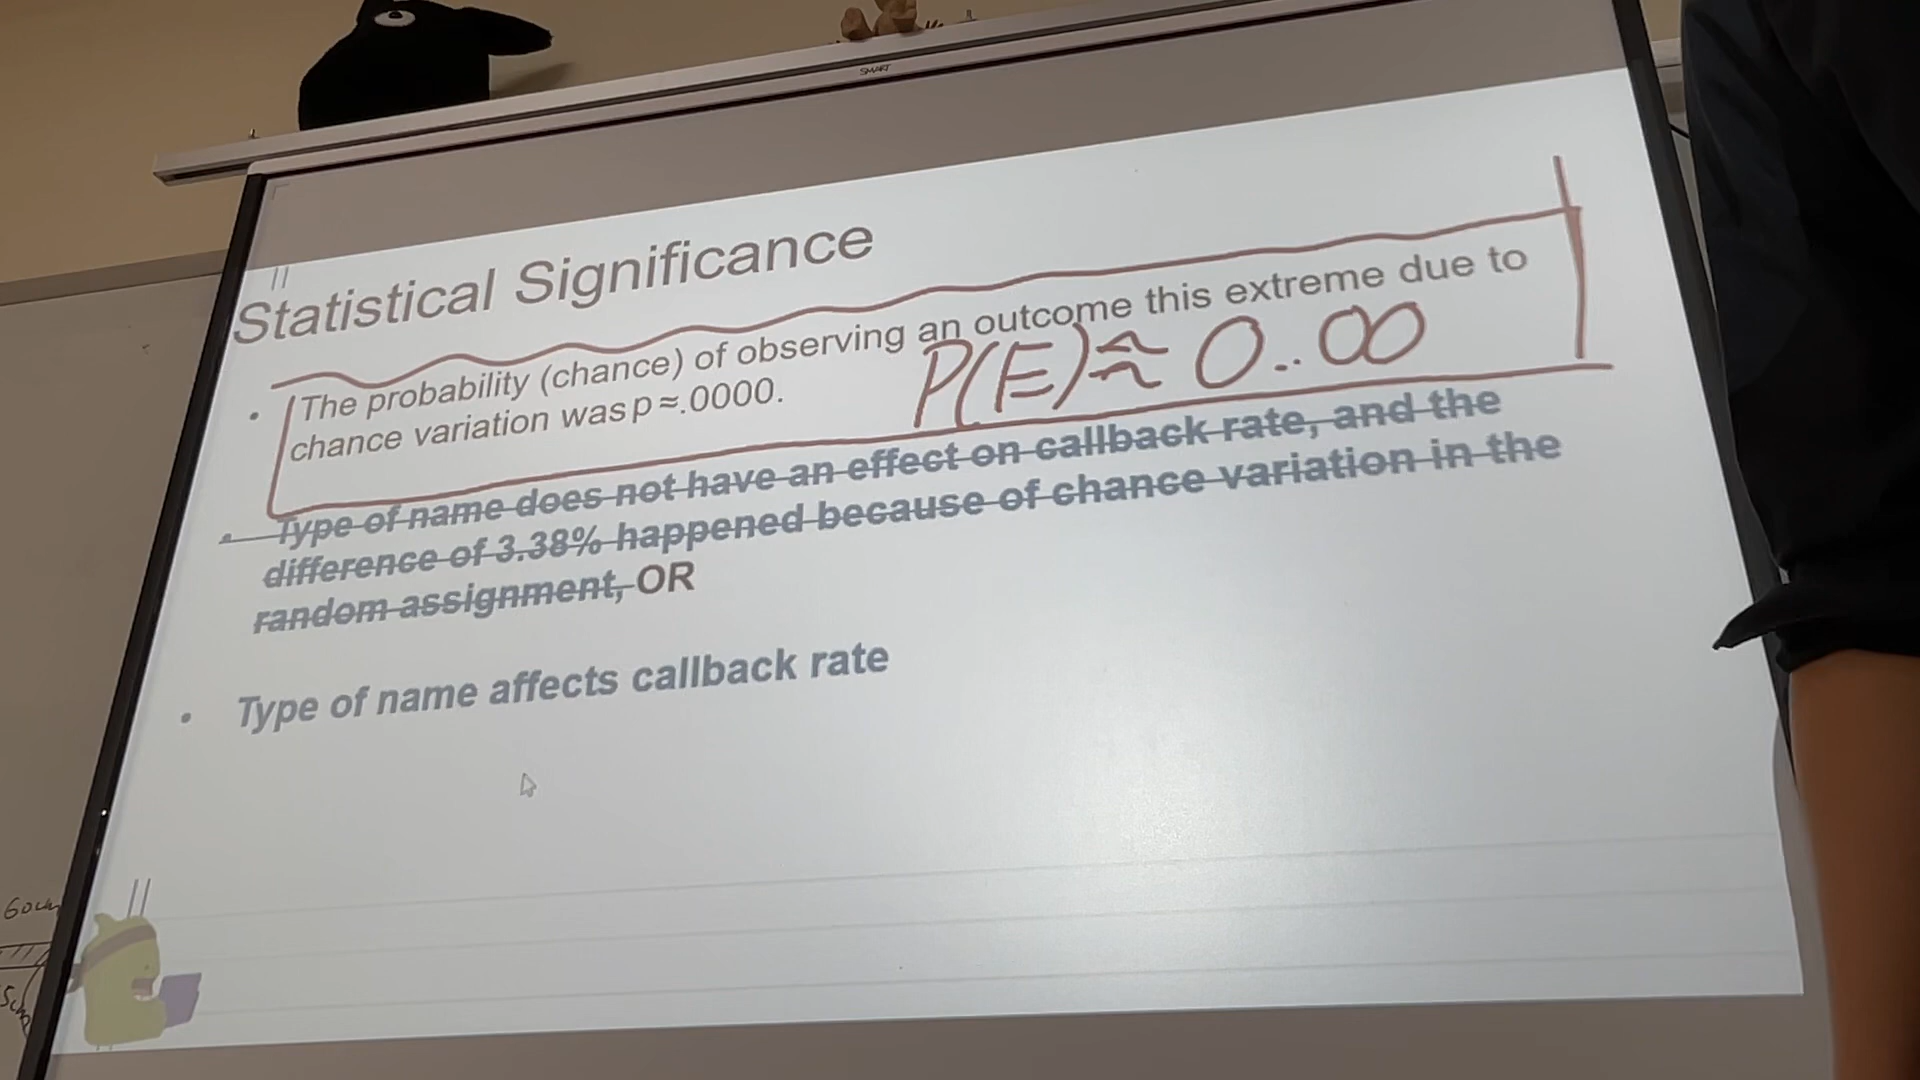 SMART
Statistical Significance
• The probability (chance) of observing an outcome this extreme due to
chance variation was p ≈.0000.
P(E) ≈ 0..00
• Type of name does not have an effect on callback rate, and the
difference of 3.38% happened because of chance variation in the
random assignment, OR
• Type of name affects callback rate